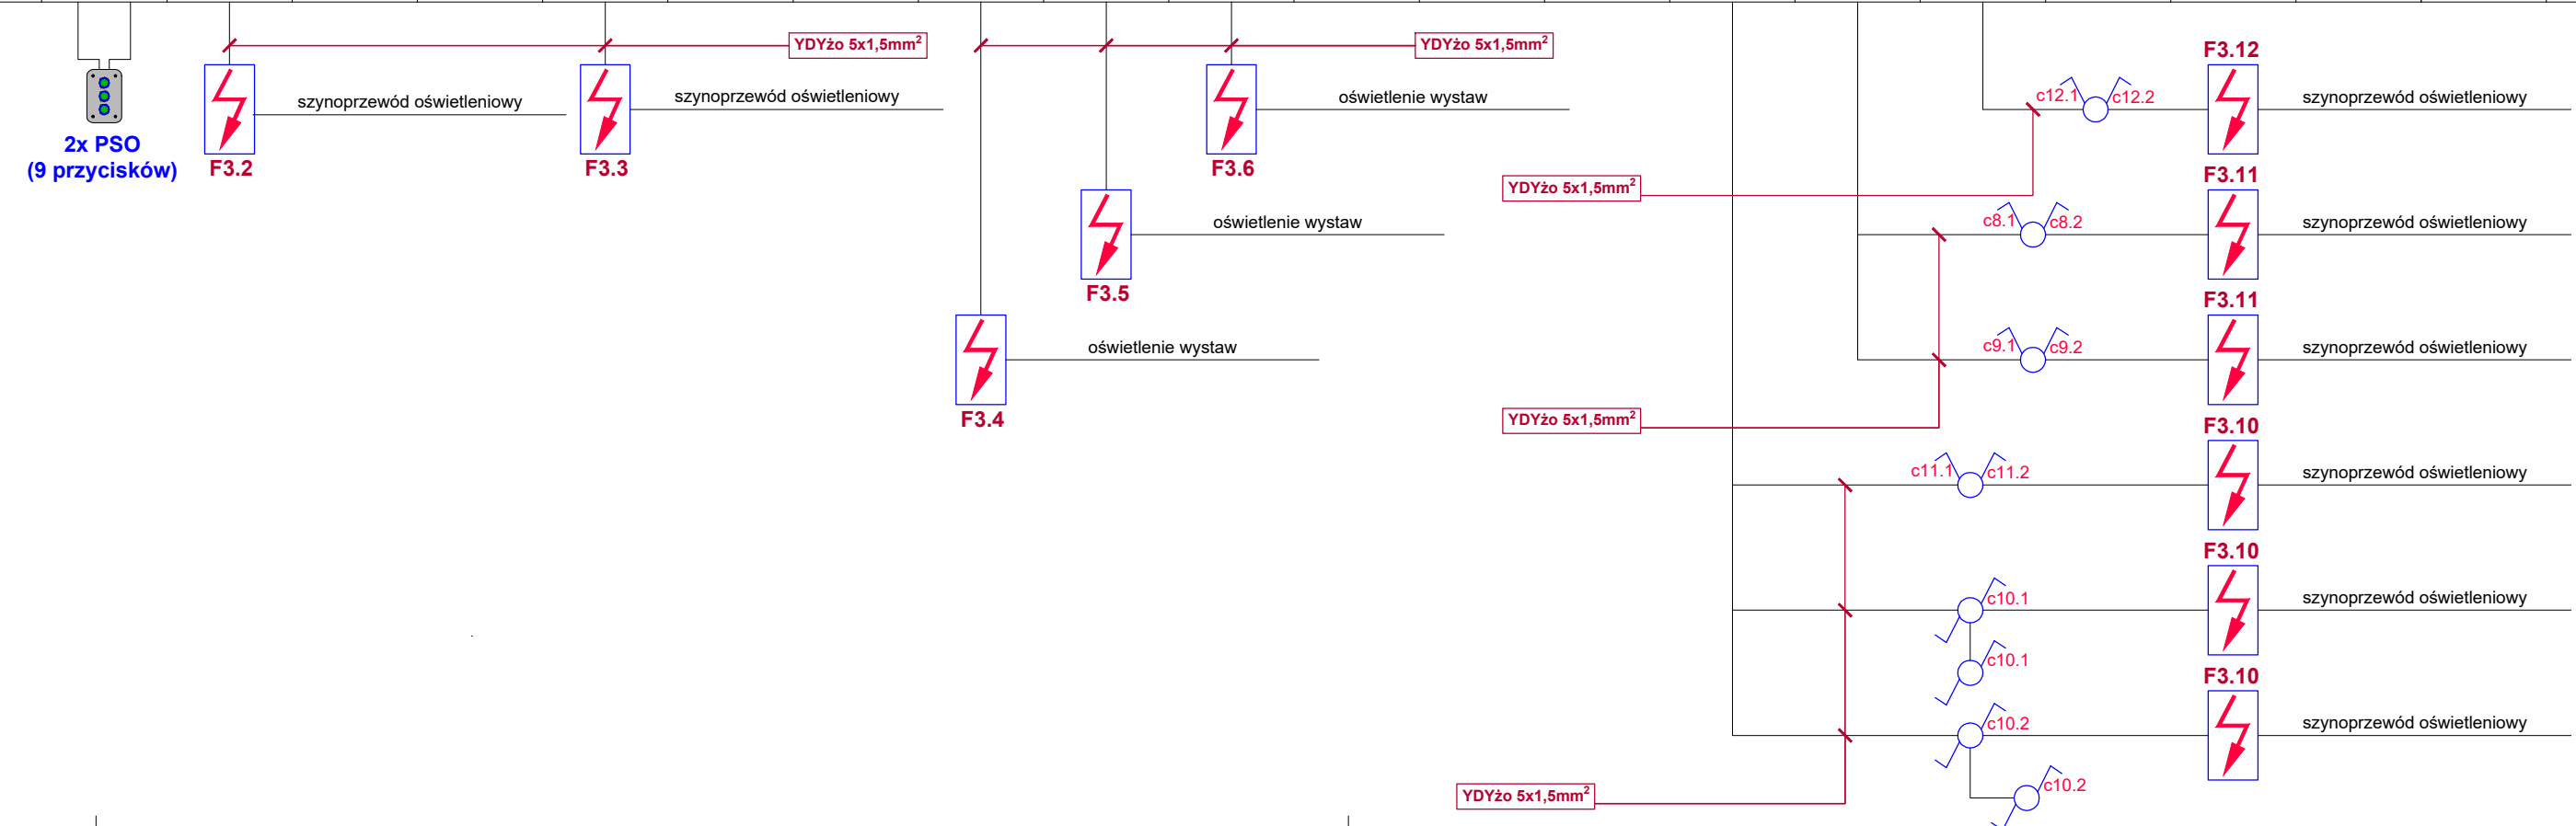 YDYżo 5x1,5mm²
YDYżo 5x1,5mm²
F3.12
szynoprzewód oświetleniowy
szynoprzewód oświetleniowy
oświetlenie wystaw
c12.1
c12.2
szynoprzewód oświetleniowy
2x PSO
(9 przycisków)
F3.2
F3.3
F3.6
YDYżo 5x1,5mm²
F3.11
oświetlenie wystaw
c8.1
c8.2
szynoprzewód oświetleniowy
F3.5
F3.11
oświetlenie wystaw
c9.1
c9.2
szynoprzewód oświetleniowy
F3.4
YDYżo 5x1,5mm²
F3.10
c11.1
c11.2
szynoprzewód oświetleniowy
F3.10
c10.1
szynoprzewód oświetleniowy
c10.1
F3.10
c10.2
szynoprzewód oświetleniowy
c10.2
YDYżo 5x1,5mm²